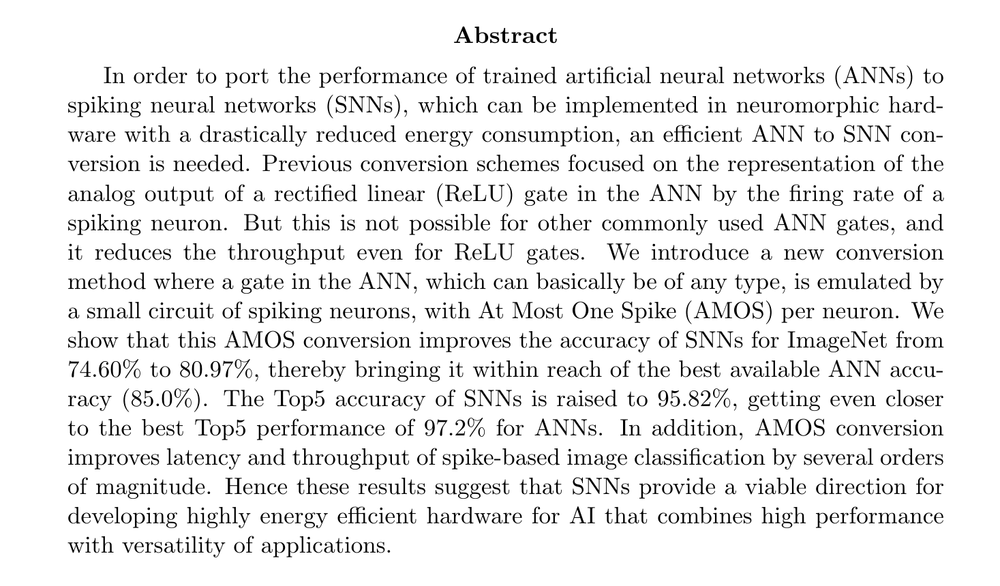 Abstract
In order to port the performance of trained artificial neural networks (ANNs) to
spiking neural networks (SNNs), which can be implemented in neuromorphic hard-
ware with a drastically reduced energy consumption, an efficient ANN to SNN con-
version is needed. Previous conversion schemes focused on the representation of the
analog output of a rectified linear (ReLU) gate in the ANN by the firing rate of a
spiking neuron. But this is not possible for other commonly used ANN gates, and
it reduces the throughput even for ReLU gates. We introduce a new conversion
method where a gate in the ANN, which can basically be of any type, is emulated by
a small circuit of spiking neurons, with At Most One Spike (AMOS) per neuron. We
show that this AMOS conversion improves the accuracy of SNNs for ImageNet from
74.60% to 80.97%, thereby bringing it within reach of the best available ANN accu-
racy (85.0%). The Top5 accuracy of SNNs is raised to 95.82%, getting even closer
to the best Top5 performance of 97.2% for ANNs. In addition, AMOS conversion
improves latency and throughput of spike-based image classification by several orders
of magnitude. Hence these results suggest that SNNs provide a viable direction for
developing highly energy efficient hardware for AI that combines high performance
with versatility of applications.